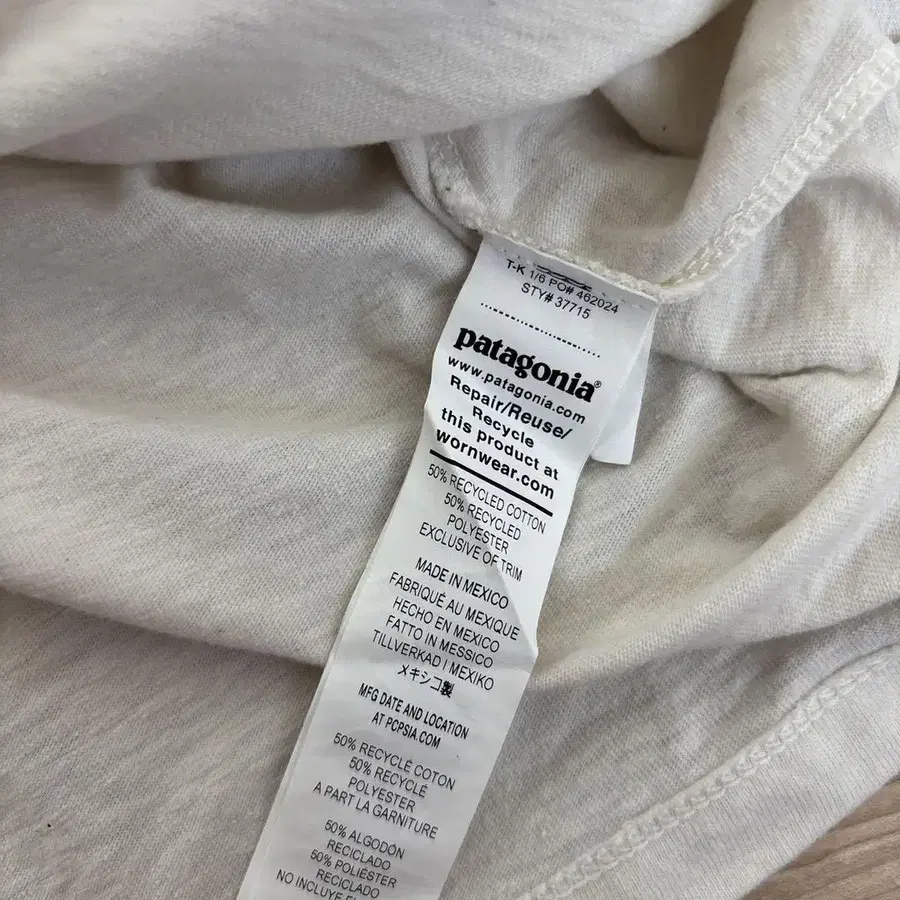 T-K 1/6 PO# 462024
STY# 37715
patagonia®
www.patagonia.com
Repair/Reuse/
Recycle
this product at
wornwear.com
50% RECYCLED COTTON
50% RECYCLED
POLYESTER
EXCLUSIVE OF TRIM
MADE IN MEXICO
FABRIQUÉ AU MEXIQUE
HECHO EN MEXICO
FATTO IN MESSICO
TILLVERKAD I MEXIKO
メキシコ製
MFG DATE AND LOCATION
AT PCPSIA.COM
50% RECYCLÉ COTON
50% RECYCLÉ
POLYESTER
A PART LA GARNITURE
50% ALGODÓN
RECICLADO
50% POLIÉSTER
RECICLADO
NO INCLUYE